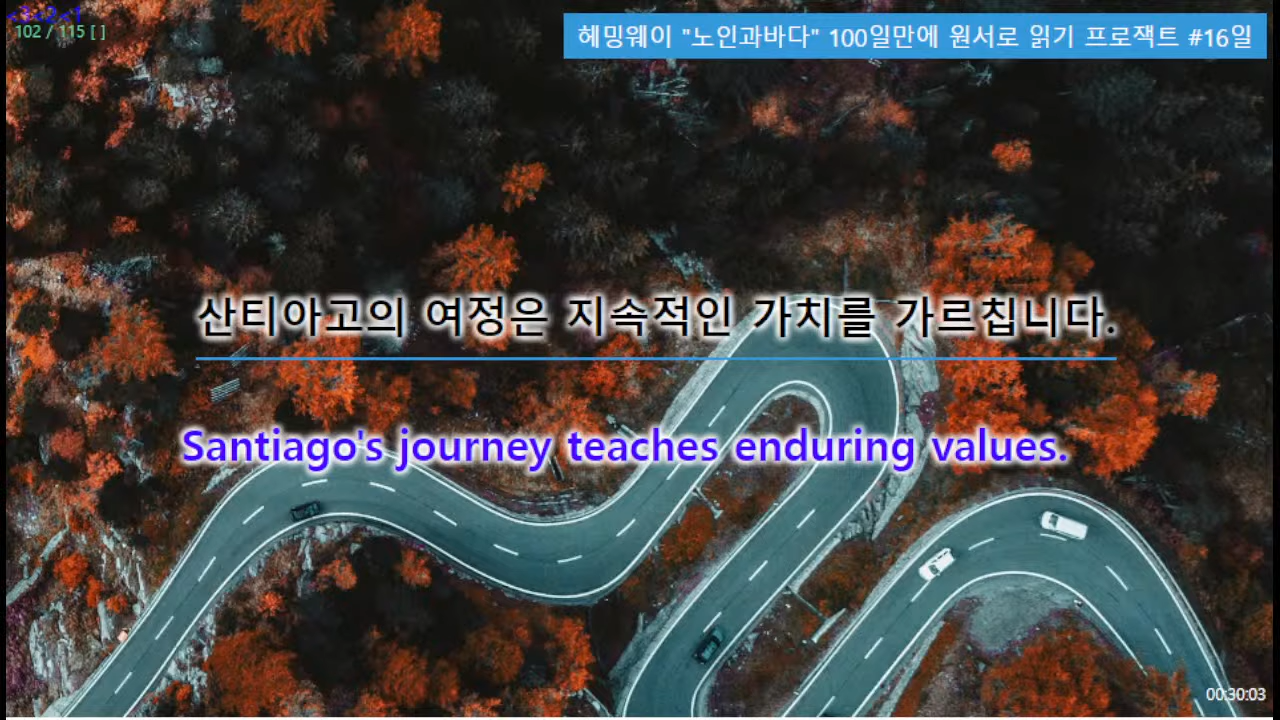 <3+2<1
102 / 115 [ ]
헤밍웨이 "노인과바다" 100일만에 원서로 읽기 프로잭트 #16일
산티아고의 여정은 지속적인 가치를 가르칩니다.
Santiago's journey teaches enduring values.
00:30:03